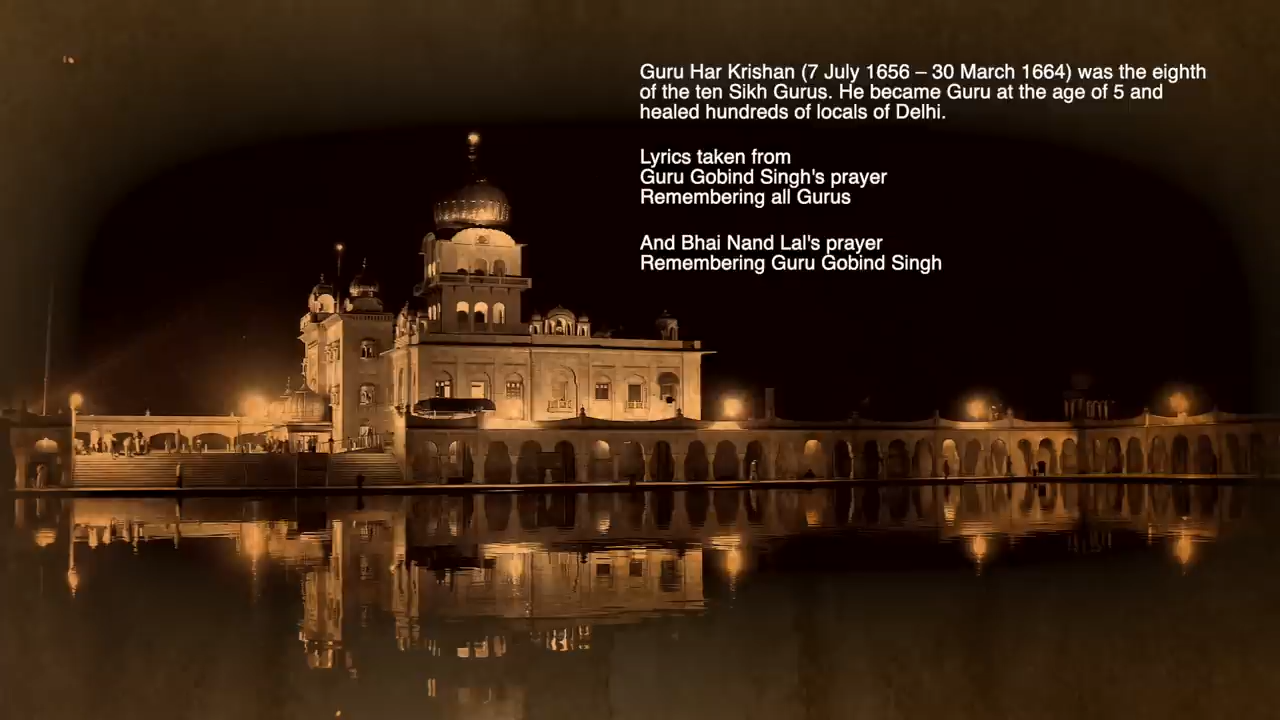 Guru Har Krishan (7 July 1656 – 30 March 1664) was the eighth
of the ten Sikh Gurus. He became Guru at the age of 5 and
healed hundreds of locals of Delhi.
Lyrics taken from
Guru Gobind Singh's prayer
Remembering all Gurus
And Bhai Nand Lal's prayer
Remembering Guru Gobind Singh